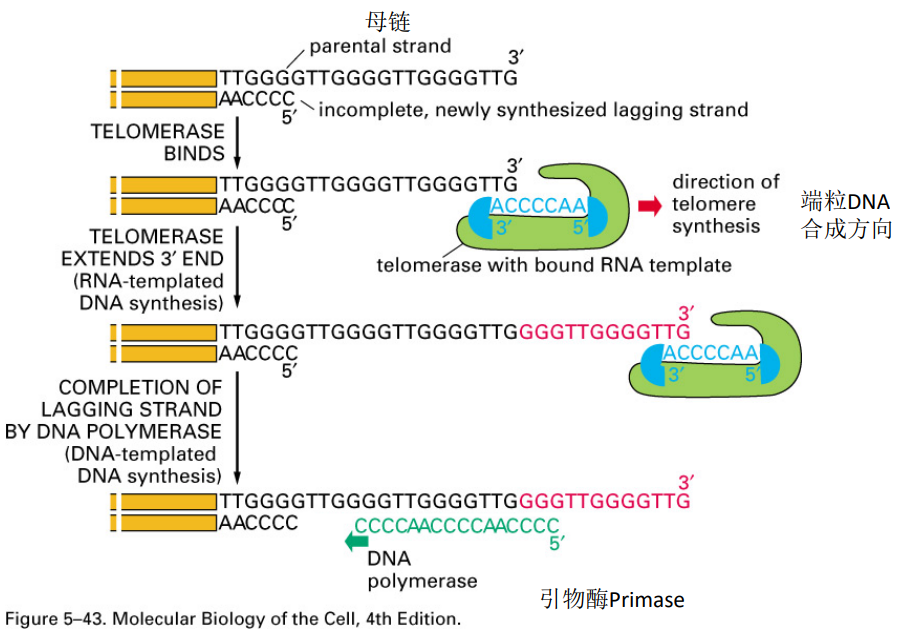 母链
parental strand
3′
TTGGGGTTGGGGTTGGGGTTG
AACCCC
5′
incomplete, newly synthesized lagging strand
TELOMERASE
BINDS
3′
TTGGGGTTGGGGTTGGGGTTG
AACCCC
5′
ACCCCAA
3′ 5′
direction of
telomere
synthesis
端粒DNA
合成方向
telomerase with bound RNA template
TELOMERASE
EXTENDS 3′ END
(RNA-templated
DNA synthesis)
3′
TTGGGGTTGGGGTTGGGGTTGGGGTTGGGGTTG
AACCCC
5′
ACCCCAA
3′ 5′
COMPLETION OF
LAGGING STRAND
BY DNA POLYMERASE
(DNA-templated
DNA synthesis)
3′
TTGGGGTTGGGGTTGGGGTTGGGGTTGGGGTTG
AACCCC
CCCCAACCCCAACCCC
5′
DNA
polymerase
引物酶Primase
Figure 5–43. Molecular Biology of the Cell, 4th Edition.